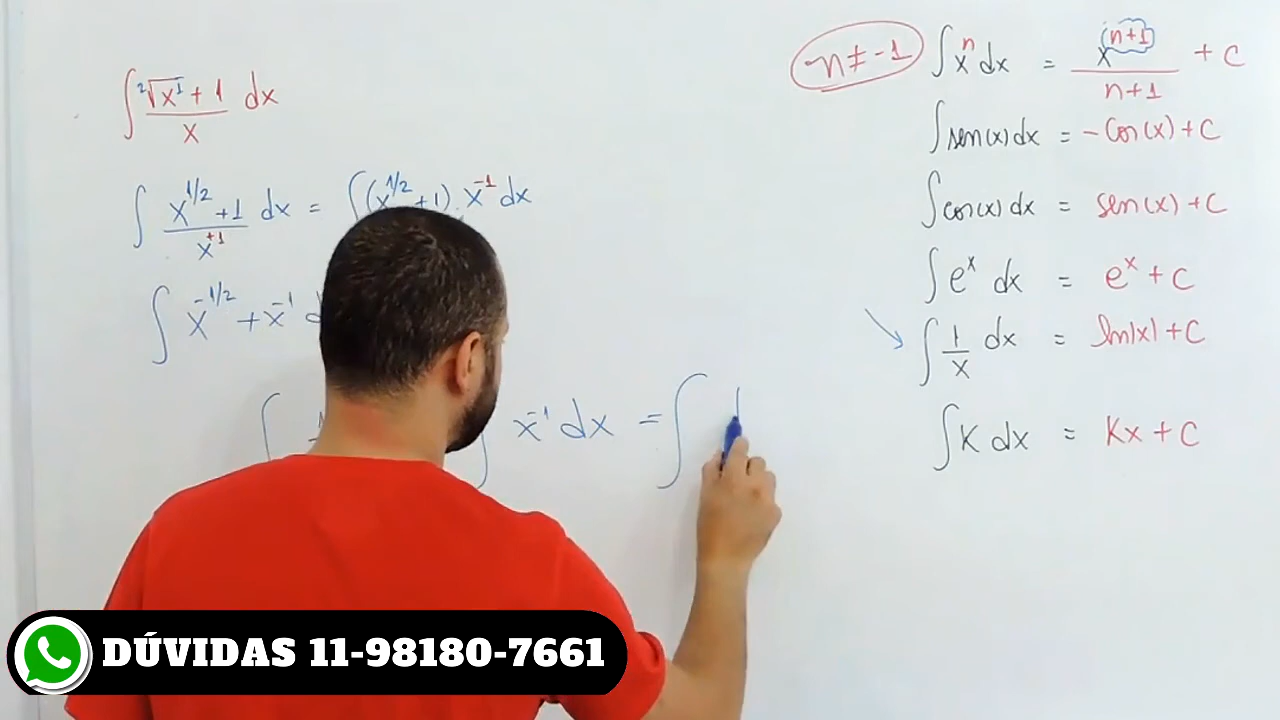 ∫ ²√x¹ + 1 / x dx
∫ x^1/2 + 1 / x^+1 dx = ∫(x^1/2 + 1) . x^-1 dx
∫ x^-1/2 + x^-1
∫ ∫ x^-1 dx = ∫
n ≠ -1 ∫ x^n dx = x^(n+1) / n+1 + C
∫ sen(x) dx = - Cos(x) + C
∫ cos(x) dx = sen(x) + C
∫ e^x dx = e^x + C
∫ 1/x dx = ln|x| + C
∫ K dx = Kx + C
DÚVIDAS 11-98180-7661